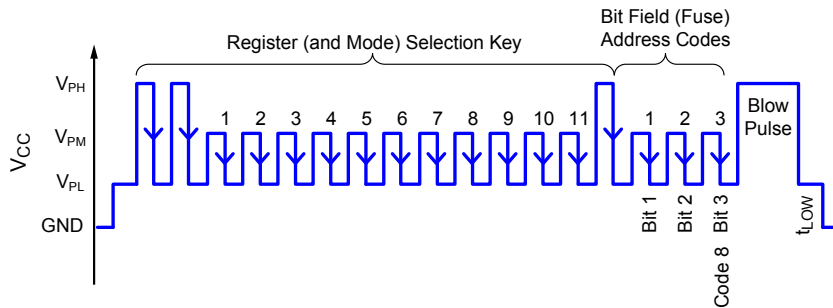 Bit Field (Fuse)
Register (and Mode) Selection Key
Address Codes
VPH
1 2 3 4 5 6 7 8 9 10 11
1 2 3
Blow
Pulse
VCC
VPM
VPL
GND
Bit 1
Bit 2
Bit 3
Code 8
tLOW